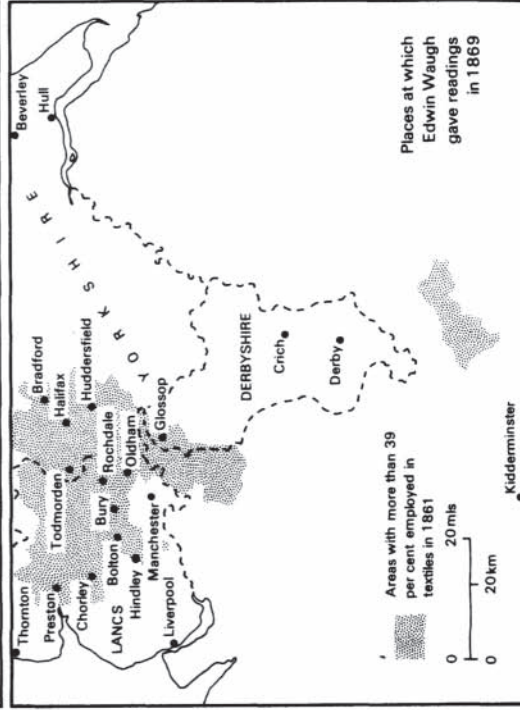 Thornton
Preston
Chorley
LANCS
Bolton
Hindley
Liverpool
Todmorden
Bury
Rochdale
Oldham
Manchester
Bradford
Halifax
Huddersfield
Glossop
YORKSHIRE
Beverley
Hull
DERBYSHIRE
Crich
Derby
Kidderminster
Places at which
Edwin Waugh
gave readings
in 1869
Areas with more than 39
per cent employed in
textiles in 1861
0 20 mls
0 20 km